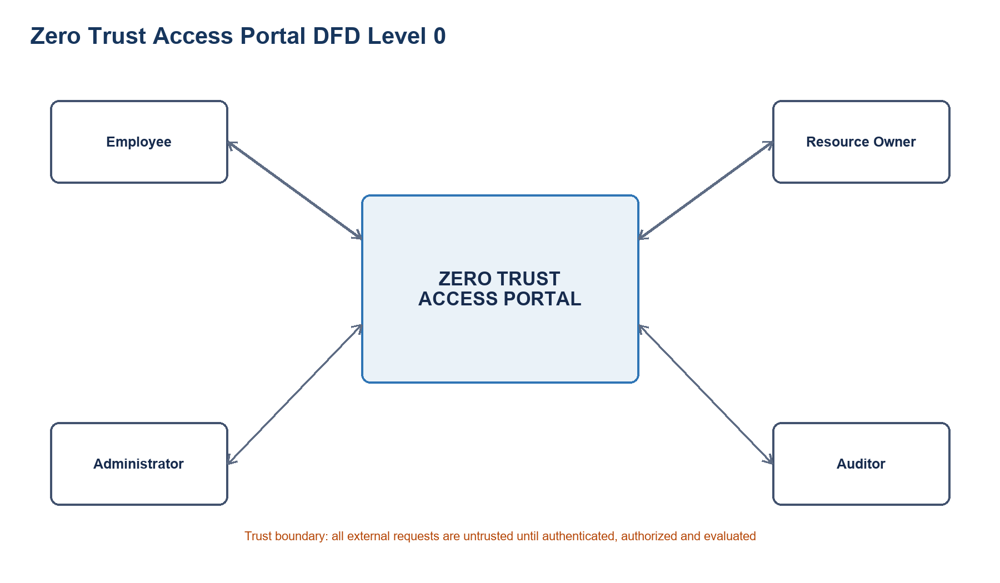 Zero Trust Access Portal DFD Level 0
Employee
Resource Owner
ZERO TRUST
ACCESS PORTAL
Administrator
Auditor
Trust boundary: all external requests are untrusted until authenticated, authorized and evaluated